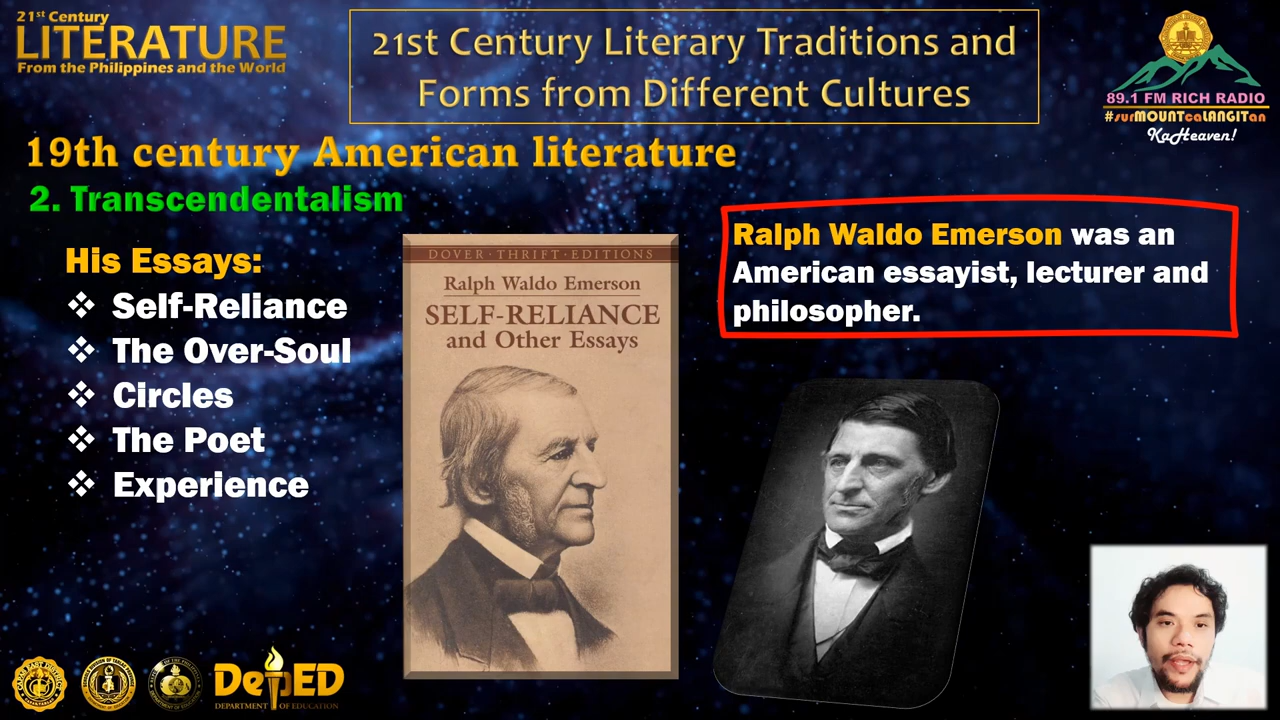 21st Century
LITERATURE
From the Philippines and the World
21st Century Literary Traditions and
Forms from Different Cultures
89.1 FM RICH RADIO
#surMOUNTcaLANGITan
KaHeaven!
19th century American literature
2. Transcendentalism
His Essays:
❖ Self-Reliance
❖ The Over-Soul
❖ Circles
❖ The Poet
❖ Experience
DOVER · THRIFT · EDITIONS
Ralph Waldo Emerson
SELF-RELIANCE
and Other Essays
Ralph Waldo Emerson was an
American essayist, lecturer and
philosopher.
DepED
DEPARTMENT OF EDUCATION